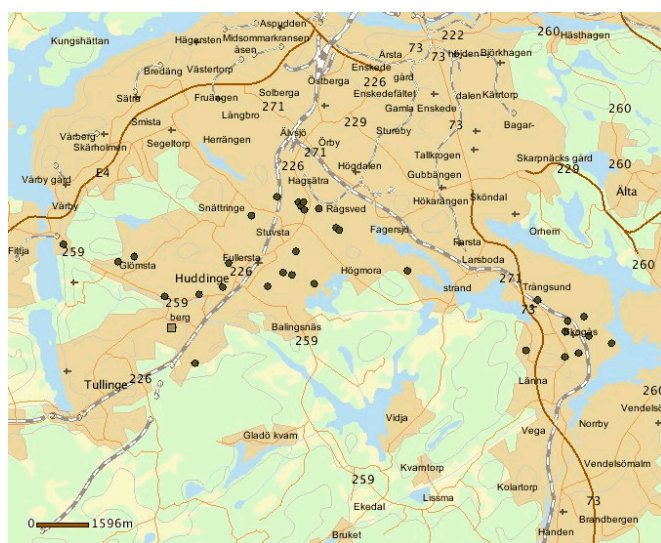 Aspudden
Kungshättan
Hägersten
Midsommarkransen
åsen
73
222
höjden
260
Hästhagen
Årsta
Björkhagen
Bredäng
Västertorp
Enskede
gård
226
73
Östberga
Solberga
Enskedefältet
dalen
Kärrtorp
Sätra
Fruängen
271
Gamla Enskede
260
Långbro
Smista
229
Bagar-
Vårberg
Älvsjö
Stureby
73
Skärholmen
Segeltorp
Herrängen
Örby
271
Tallkrogen
Skarpnäcks gård
260
E4
226
Högdalen
229
Vårby gård
Hagsätra
Gubbängen
Älta
Vårby
Snättringe
Rågsved
Hökarängen
Sköndal
Stuvsta
Fagersjö
Orhem
Fittja
259
Farsta
Fullersta
Larsboda
260
Glömsta
Huddinge
226
Högmora
271
strand
Trångsund
259
73
berg
Balingsnäs
Skogås
259
Tullinge
226
Länna
260
Vidja
Vendelsö
Gladö kvarn
Vega
Norrby
Kvarntorp
Vendelsömalm
259
Kolartorp
Lissma
Ekedal
73
0
1596m
Brandbergen
Bruket
Handen